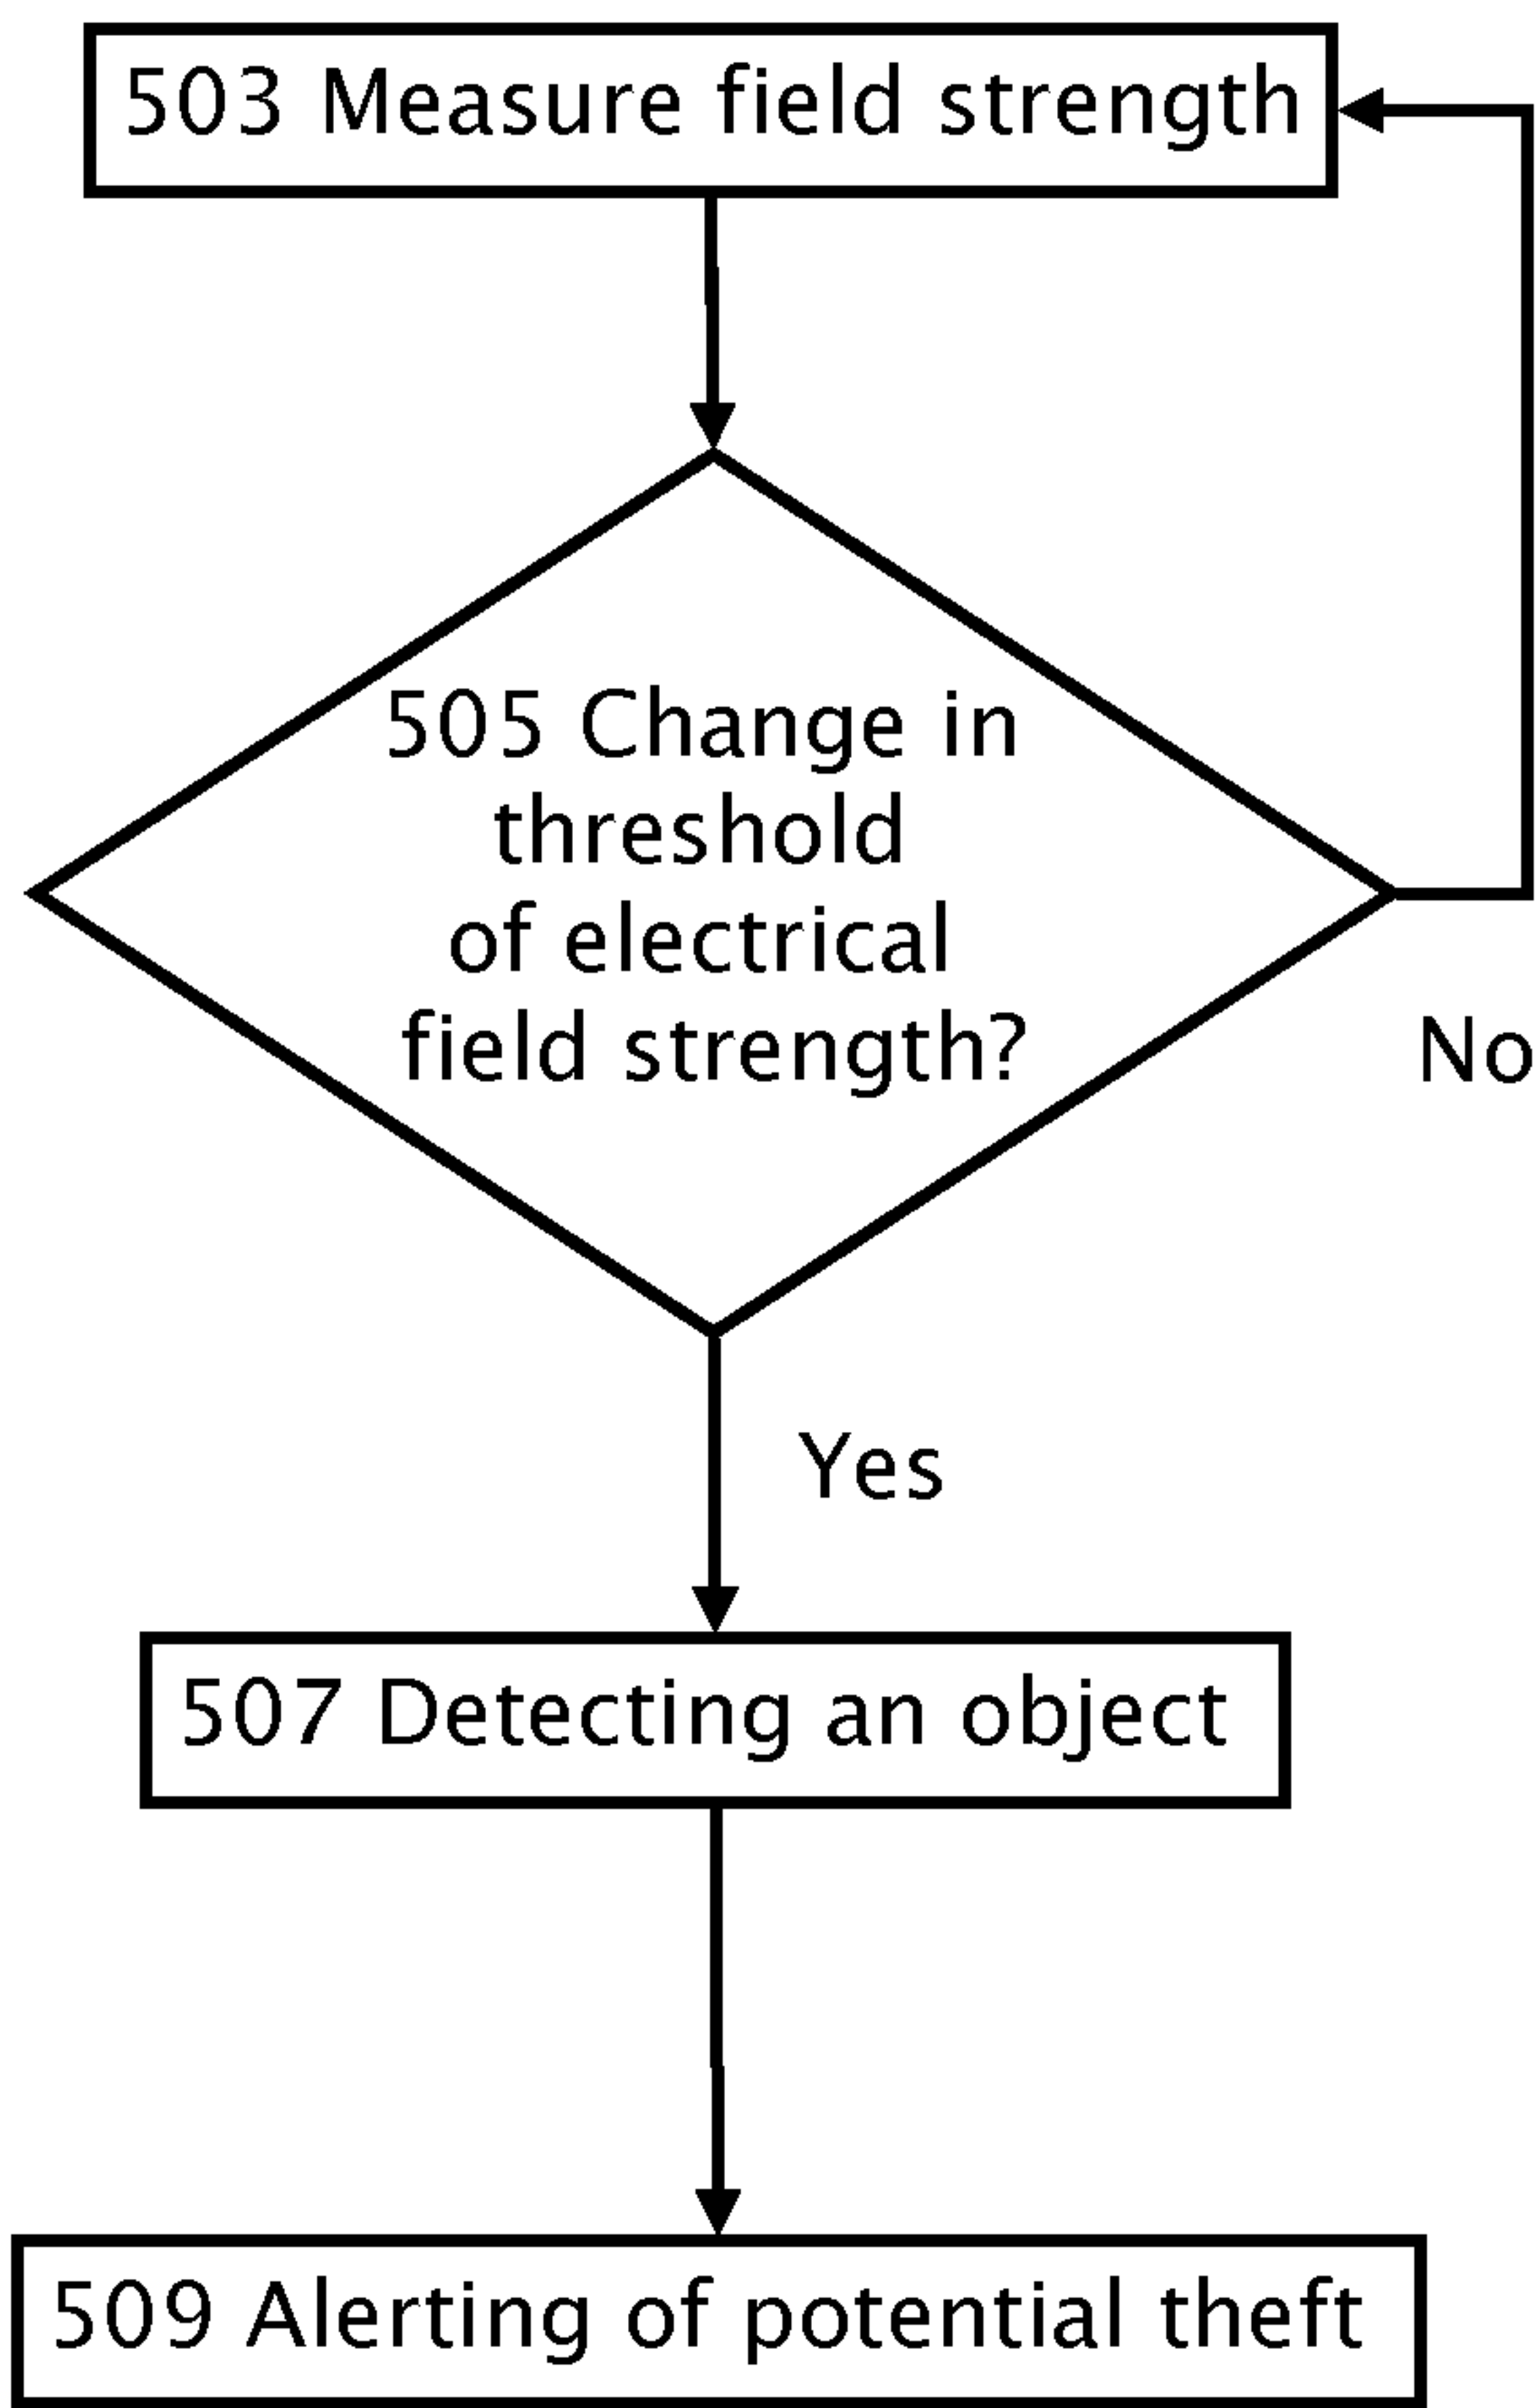 503 Measure field strength
505 Change in
threshold
of electrical
field strength?
No
Yes
507 Detecting an object
509 Alerting of potential theft